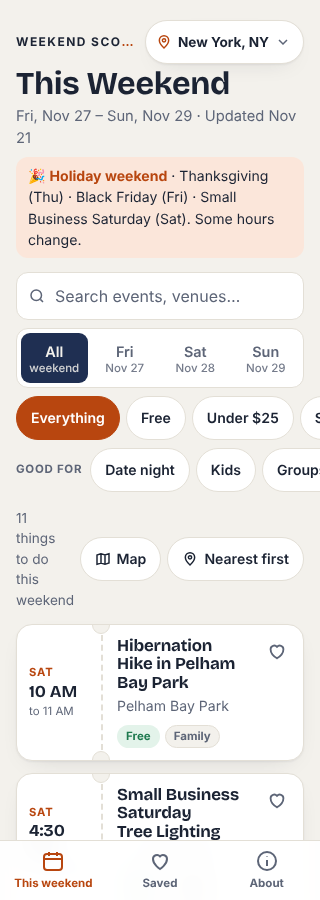 WEEKEND SCO...
New York, NY
This Weekend
Fri, Nov 27 – Sun, Nov 29 · Updated Nov
21
🎉 Holiday weekend · Thanksgiving
(Thu) · Black Friday (Fri) · Small
Business Saturday (Sat). Some hours
change.
Search events, venues...
All
weekend
Fri
Nov 27
Sat
Nov 28
Sun
Nov 29
Everything
Free
Under $25
S
GOOD FOR
Date night
Kids
Groups
11
things
to do
this
weekend
Map
Nearest first
SAT
10 AM
to 11 AM
Hibernation
Hike in Pelham
Bay Park
Pelham Bay Park
Free
Family
SAT
4:30
Small Business
Saturday
Tree Lighting
This weekend
Saved
About